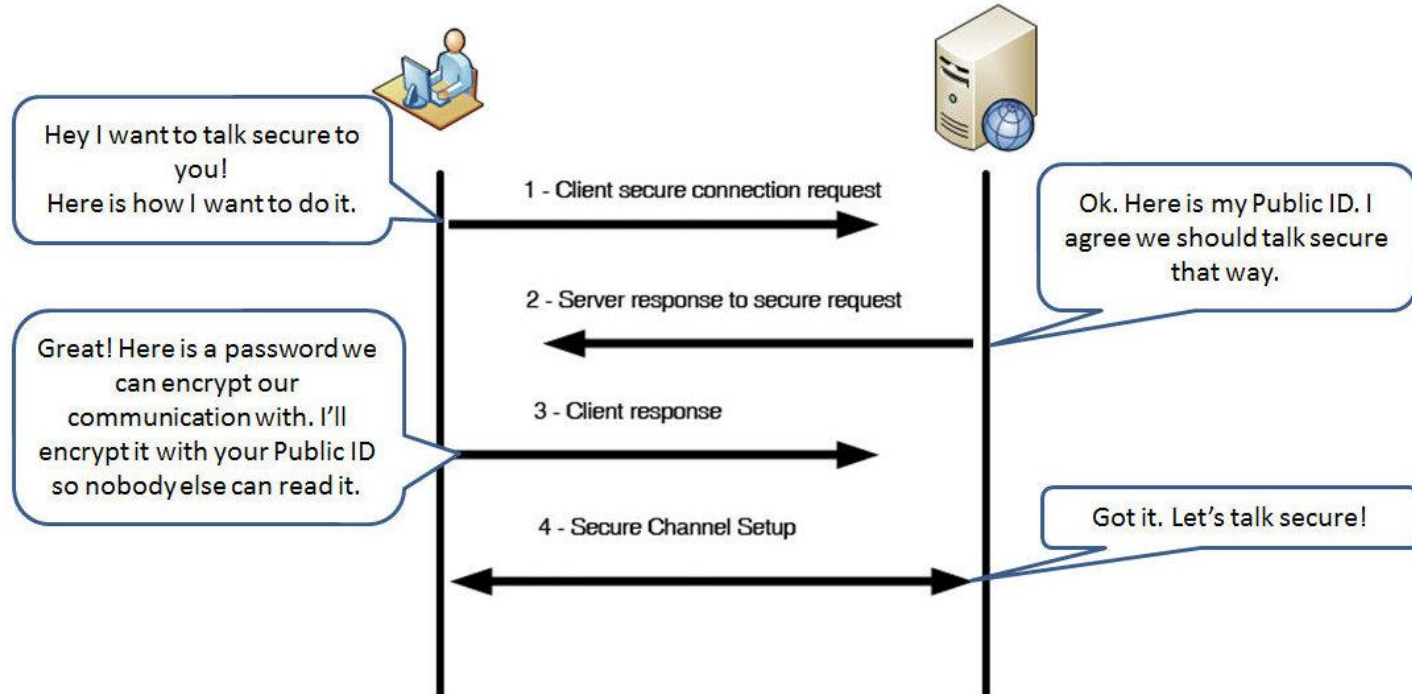 Hey I want to talk secure to
you!
Here is how I want to do it.
1 - Client secure connection request
Ok. Here is my Public ID. I
agree we should talk secure
that way.
2 - Server response to secure request
Great! Here is a password we
can encrypt our
communication with. I'll
encrypt it with your Public ID
so nobody else can read it.
3 - Client response
4 - Secure Channel Setup
Got it. Let's talk secure!